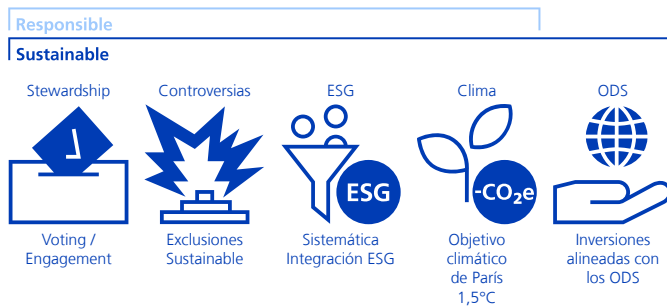 Responsible
Sustainable
Stewardship
Controversias
ESG
Clima
ODS
ESG
-CO₂e
Voting /
Engagement
Exclusiones
Sustainable
Sistemática
Integración ESG
Objetivo
climático
de París
1,5°C
Inversiones
alineadas con
los ODS